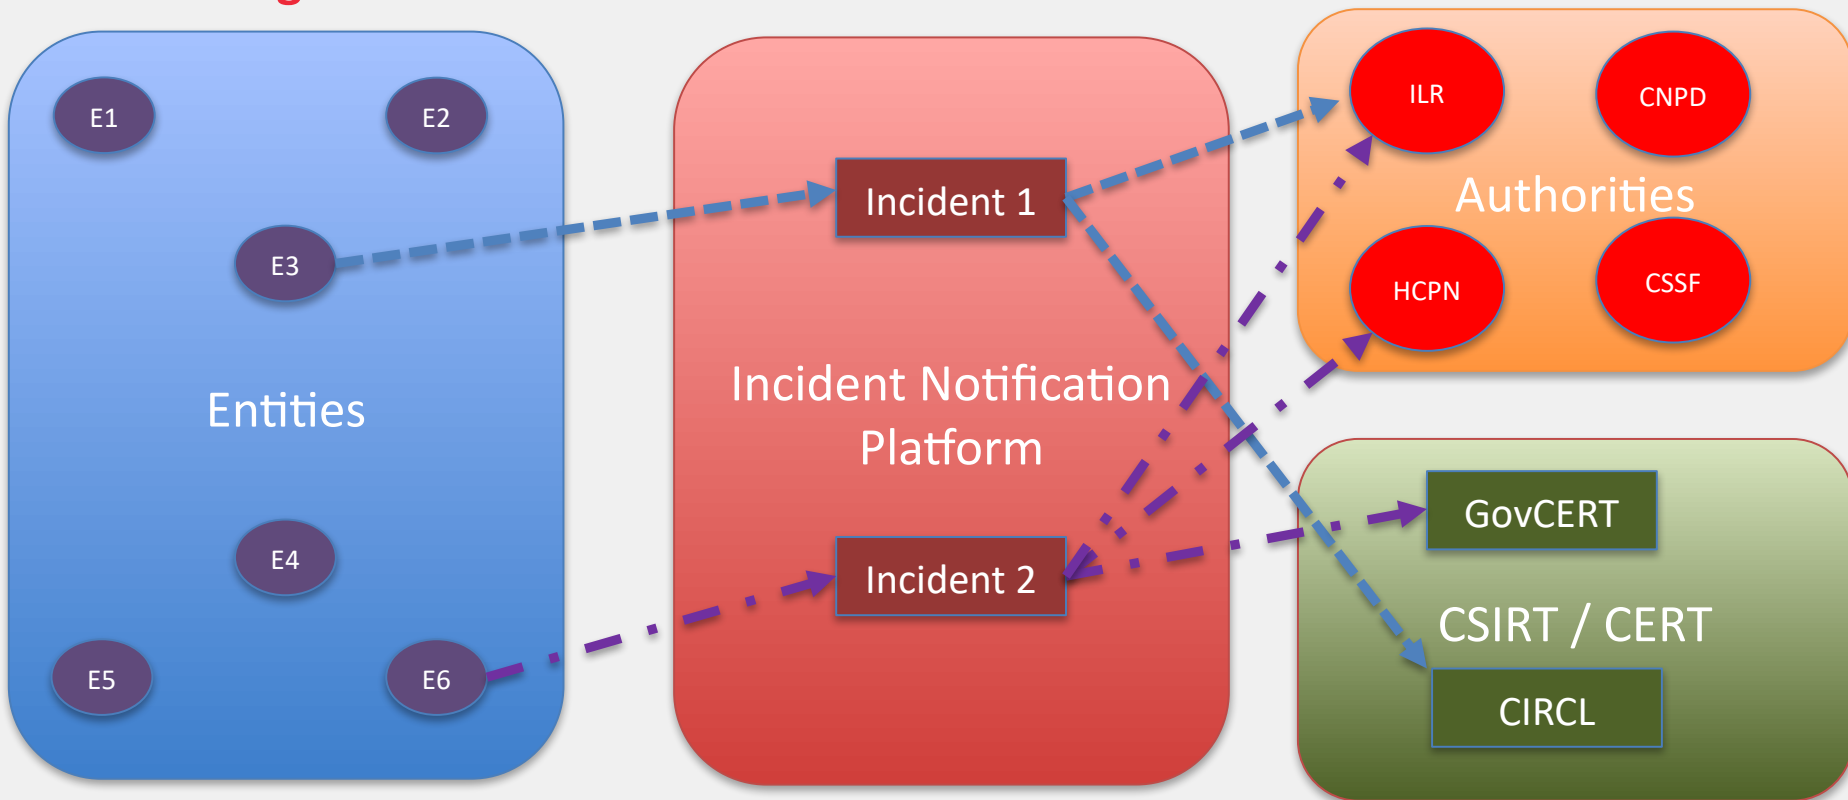 E1
E2
E3
Entities
E4
E5
E6
Incident 1
Incident Notification
Platform
Incident 2
ILR
CNPD
Authorities
HCPN
CSSF
GovCERT
CSIRT / CERT
CIRCL